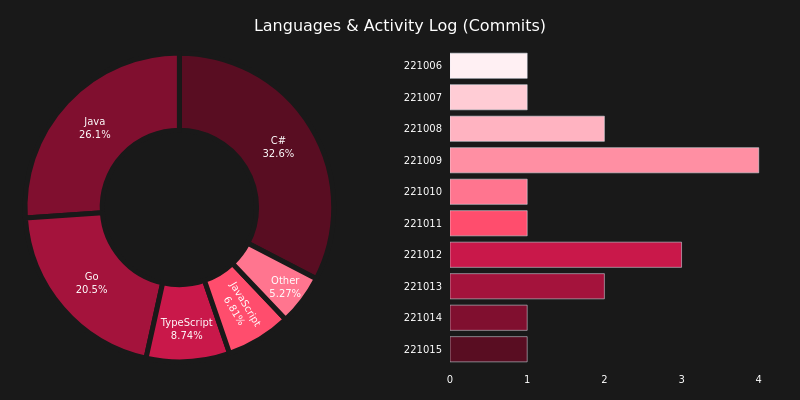 Languages & Activity Log (Commits)
Java
26.1%
C#
32.6%
Go
20.5%
TypeScript
8.74%
JavaScript
6.81%
Other
5.27%
221006
221007
221008
221009
221010
221011
221012
221013
221014
221015
0 1 2 3 4